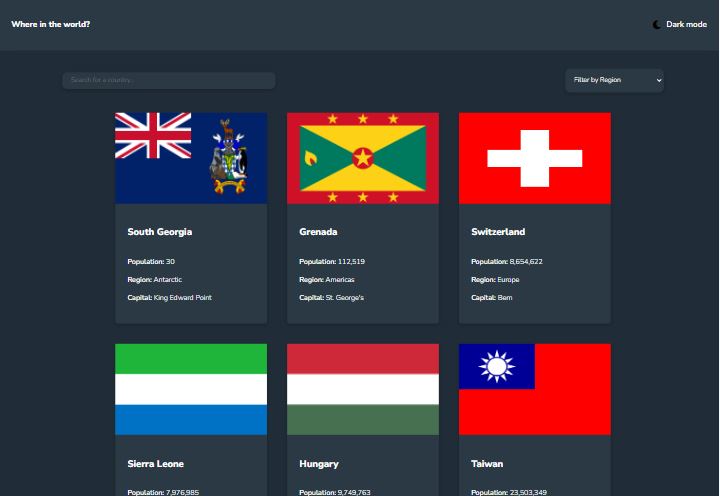 Where in the world?
Dark mode
Search for a country...
Filter by Region
South Georgia
Population: 30
Region: Antarctic
Capital: King Edward Point
Grenada
Population: 112,519
Region: Americas
Capital: St. George's
Switzerland
Population: 8,654,622
Region: Europe
Capital: Bern
Sierra Leone
Population: 7,976,985
Hungary
Population: 9,749,763
Taiwan
Population: 23,503,349